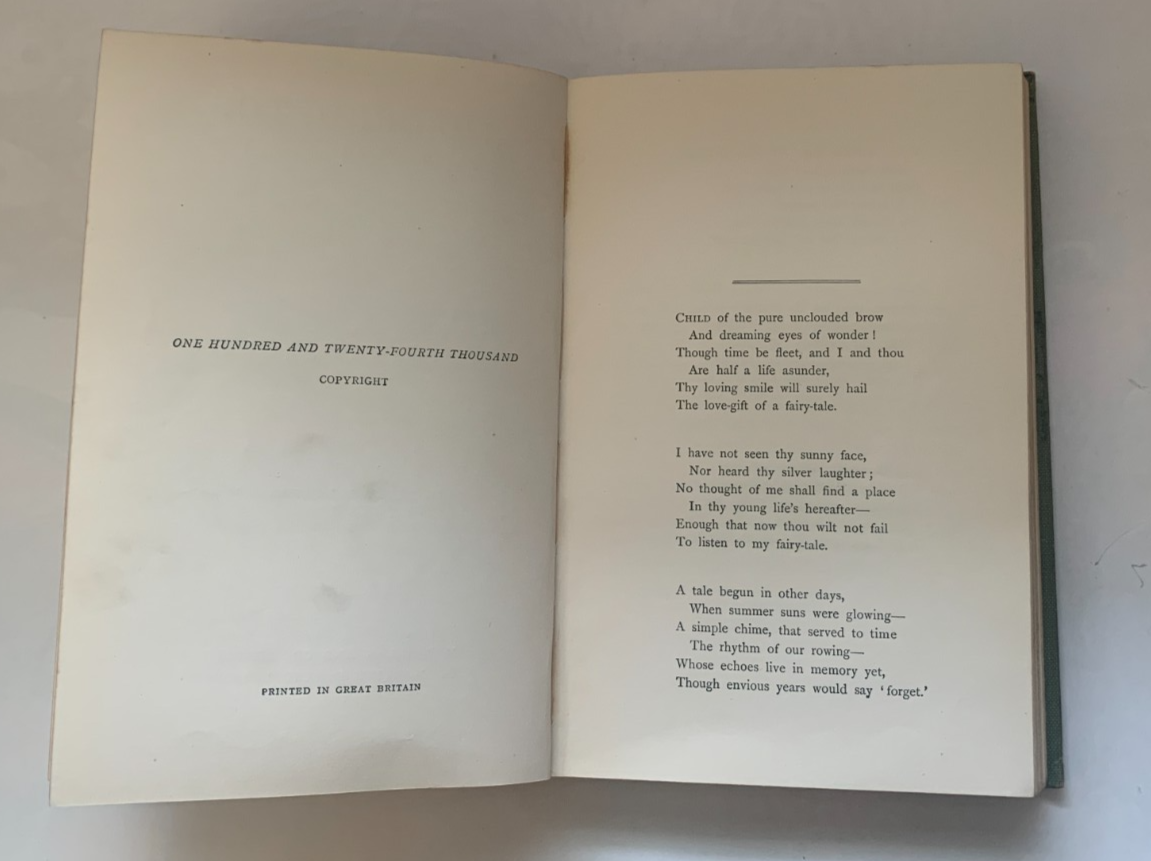 ONE HUNDRED AND TWENTY-FOURTH THOUSAND
COPYRIGHT
PRINTED IN GREAT BRITAIN
CHILD of the pure unclouded brow
And dreaming eyes of wonder!
Though time be fleet, and I and thou
Are half a life asunder,
Thy loving smile will surely hail
The love-gift of a fairy-tale.
I have not seen thy sunny face,
Nor heard thy silver laughter;
No thought of me shall find a place
In thy young life's hereafter—
Enough that now thou wilt not fail
To listen to my fairy-tale.
A tale begun in other days,
When summer suns were glowing—
A simple chime, that served to time
The rhythm of our rowing—
Whose echoes live in memory yet,
Though envious years would say 'forget.'